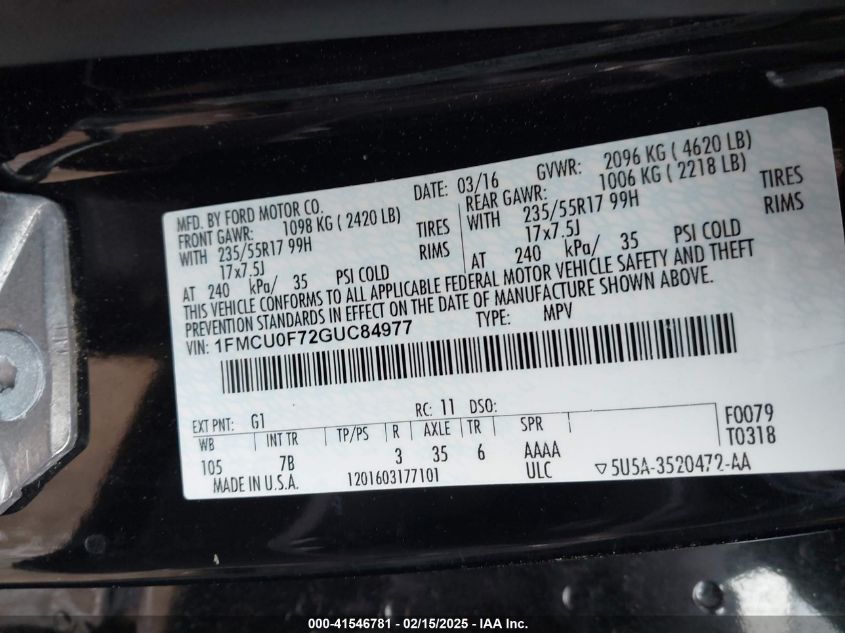 MFD. BY FORD MOTOR CO.
DATE: 03/16 GVWR: 2096 KG ( 4620 LB)
FRONT GAWR: 1098 KG ( 2420 LB) REAR GAWR: 1006 KG ( 2218 LB)
WITH 235/55R17 99H TIRES WITH 235/55R17 99H TIRES
17x7.5J RIMS 17x7.5J RIMS
AT 240 kPa/ 35 PSI COLD AT 240 kPa/ 35 PSI COLD
THIS VEHICLE CONFORMS TO ALL APPLICABLE FEDERAL MOTOR VEHICLE SAFETY AND THEFT
PREVENTION STANDARDS IN EFFECT ON THE DATE OF MANUFACTURE SHOWN ABOVE.
VIN: 1FMCU0F72GUC84977 TYPE: MPV
EXT PNT: G1 RC: 11 DSO: F0079
WB INT TR TP/PS R AXLE TR SPR T0318
105 7B 3 35 6 AAAA
MADE IN U.S.A. 1201603177101 ULC 5U5A-3520472-AA
000-41546781 - 02/15/2025 - IAA Inc.